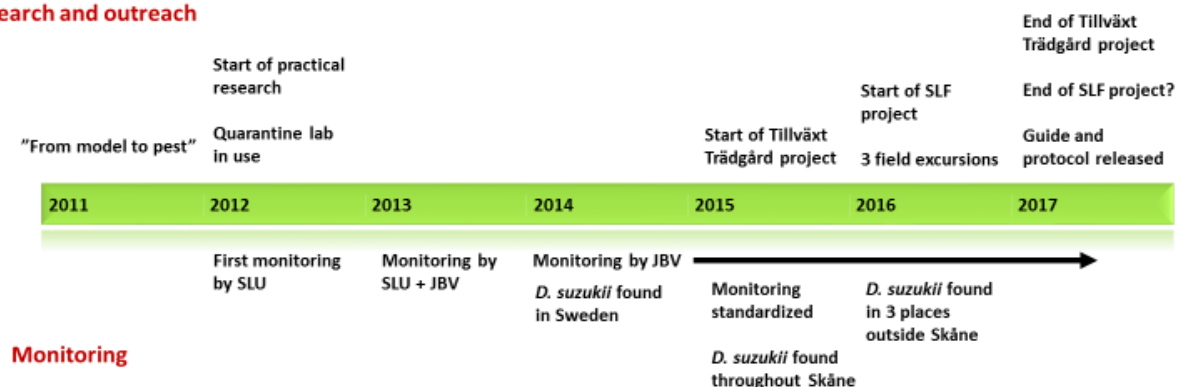 earch and outreach
"From model to pest"
Start of practical
research
Quarantine lab
in use
Start of Tillväxt
Trädgård project
Start of SLF
project
3 field excursions
End of Tillväxt
Trädgård project
End of SLF project?
Guide and
protocol released
2011 2012 2013 2014 2015 2016 2017
First monitoring
by SLU
Monitoring by
SLU + JBV
Monitoring by JBV
D. suzukii found
in Sweden
Monitoring
standardized
D. suzukii found
throughout Skåne
D. suzukii found
in 3 places
outside Skåne
Monitoring